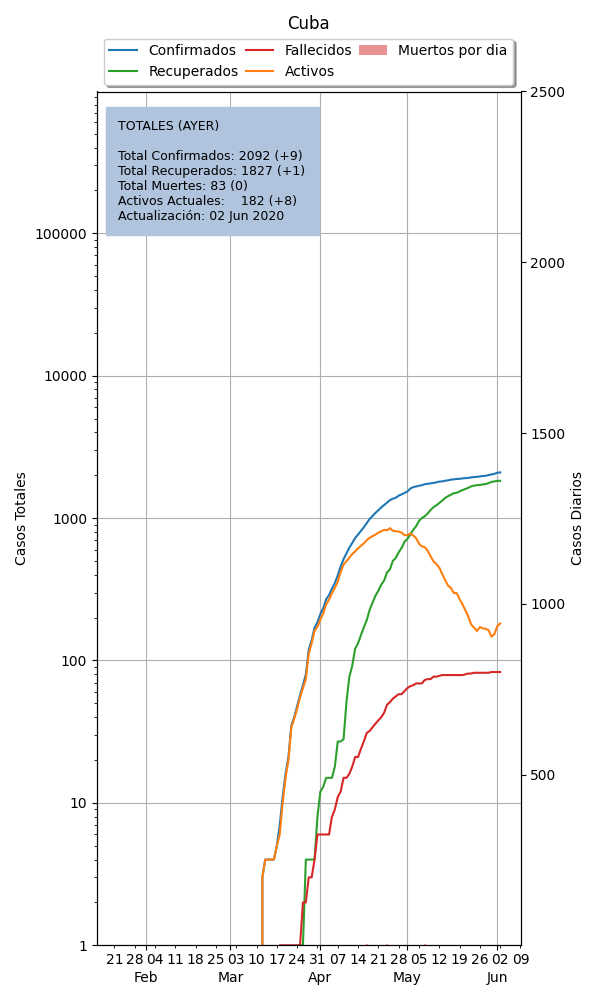 Cuba
Confirmados Fallecidos Muertos por dia
Recuperados Activos
TOTALES (AYER)
Total Confirmados: 2092 (+9)
Total Recuperados: 1827 (+1)
Total Muertes: 83 (0)
Activos Actuales: 182 (+8)
Actualización: 02 Jun 2020
Casos Totales
100000
10000
1000
100
10
1
2500
2000
1500
1000
500
Casos Diarios
21 28 04 11 18 25 03 10 17 24 31 07 14 21 28 05 12 19 26 02 09
Feb Mar Apr May Jun